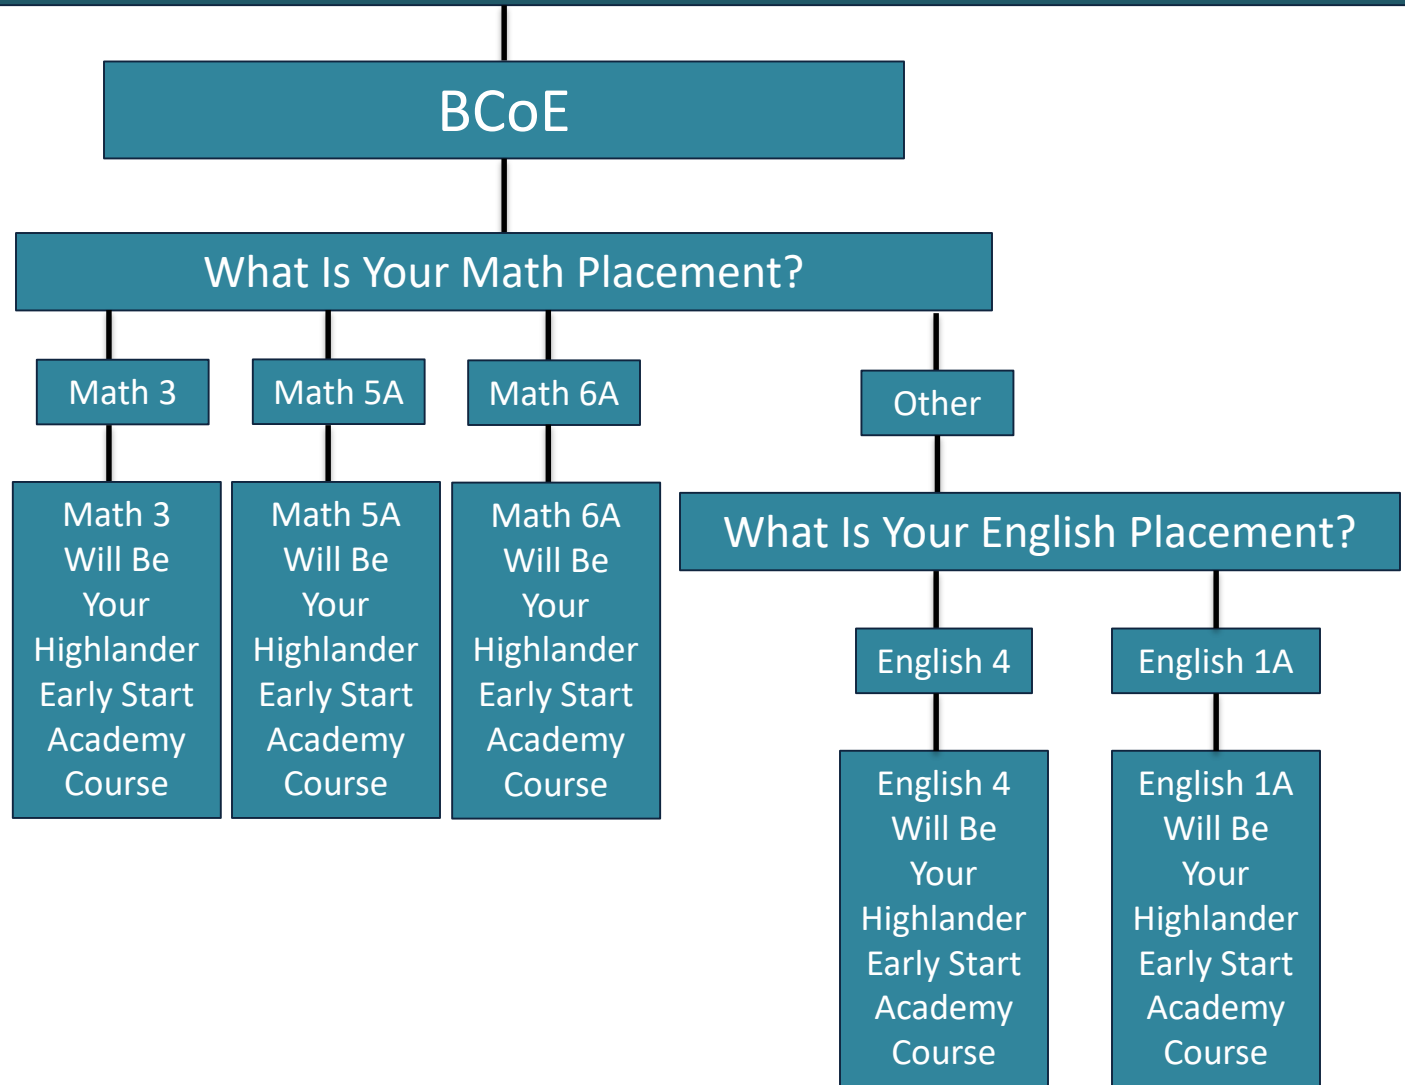 BCoE
What Is Your Math Placement?
Math 3
Math 5A
Math 6A
Other
Math 3
Will Be
Your
Highlander
Early Start
Academy
Course
Math 5A
Will Be
Your
Highlander
Early Start
Academy
Course
Math 6A
Will Be
Your
Highlander
Early Start
Academy
Course
What Is Your English Placement?
English 4
English 1A
English 4
Will Be
Your
Highlander
Early Start
Academy
Course
English 1A
Will Be
Your
Highlander
Early Start
Academy
Course